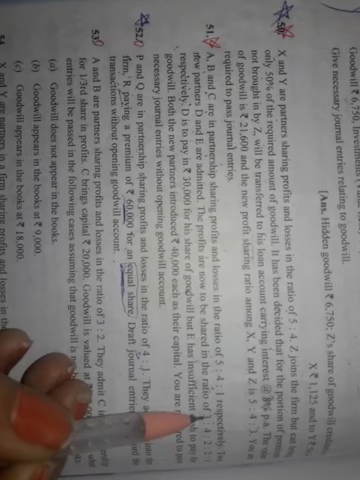 Goodwill ₹ 6,750, Directions
Give necessary journal entries relating to goodwill.
[Ans. Hidden goodwill ₹ 6,750; Z's share of goodwill
X ₹ 1,125 and to Y ₹
50. X and Y are partners sharing profits and losses in the ratio of 5 : 4. Z joins the firm but can bring
only 50% of the required amount of goodwill. It has been decided that for the portion of premium
not brought in by Z, will be transferred to his loan account carrying interest @ p.a. The value
of goodwill is ₹ 21,600 and the new profit sharing ratio among X, Y and Z is 5 : 4 : 3. You are
required to pass journal entries.
51. A, B and C are in partnership sharing profits and losses in the ratio of : 4 : 1 respectively. Two
new partners D and E are admitted. The profits are now to be shared in the ratio of : 4 : 2 :
respectively. D is to pay in ₹ 30,000 for his share of goodwill but E has insufficient cash to pay for
goodwill. Both the new partners introduced ₹ 40,000 each as their capital. You are required to pass
necessary journal entries without opening goodwill account.
52. P and Q are in partnership sharing profits and losses in the ratio of 4 : . They
firm, R paying a premium of ₹ 60,000 for an equal share. Draft journal entries
transactions without opening goodwill account.
53. A and B are partners sharing profits and losses in the ratio of 3 : 2. They admit C
for 1/3rd share in profits. C brings capital ₹ 20,000. Goodwill is valued at
entries will be passed in the following cases assuming that goodwill is
(a) Goodwill does not appear in the books.
(b) Goodwill appears in the books at ₹ 9,000.
(c) Goodwill appears in the books at ₹ 18,000.
54. X and Y are partners in a firm sharing profits and losses in the